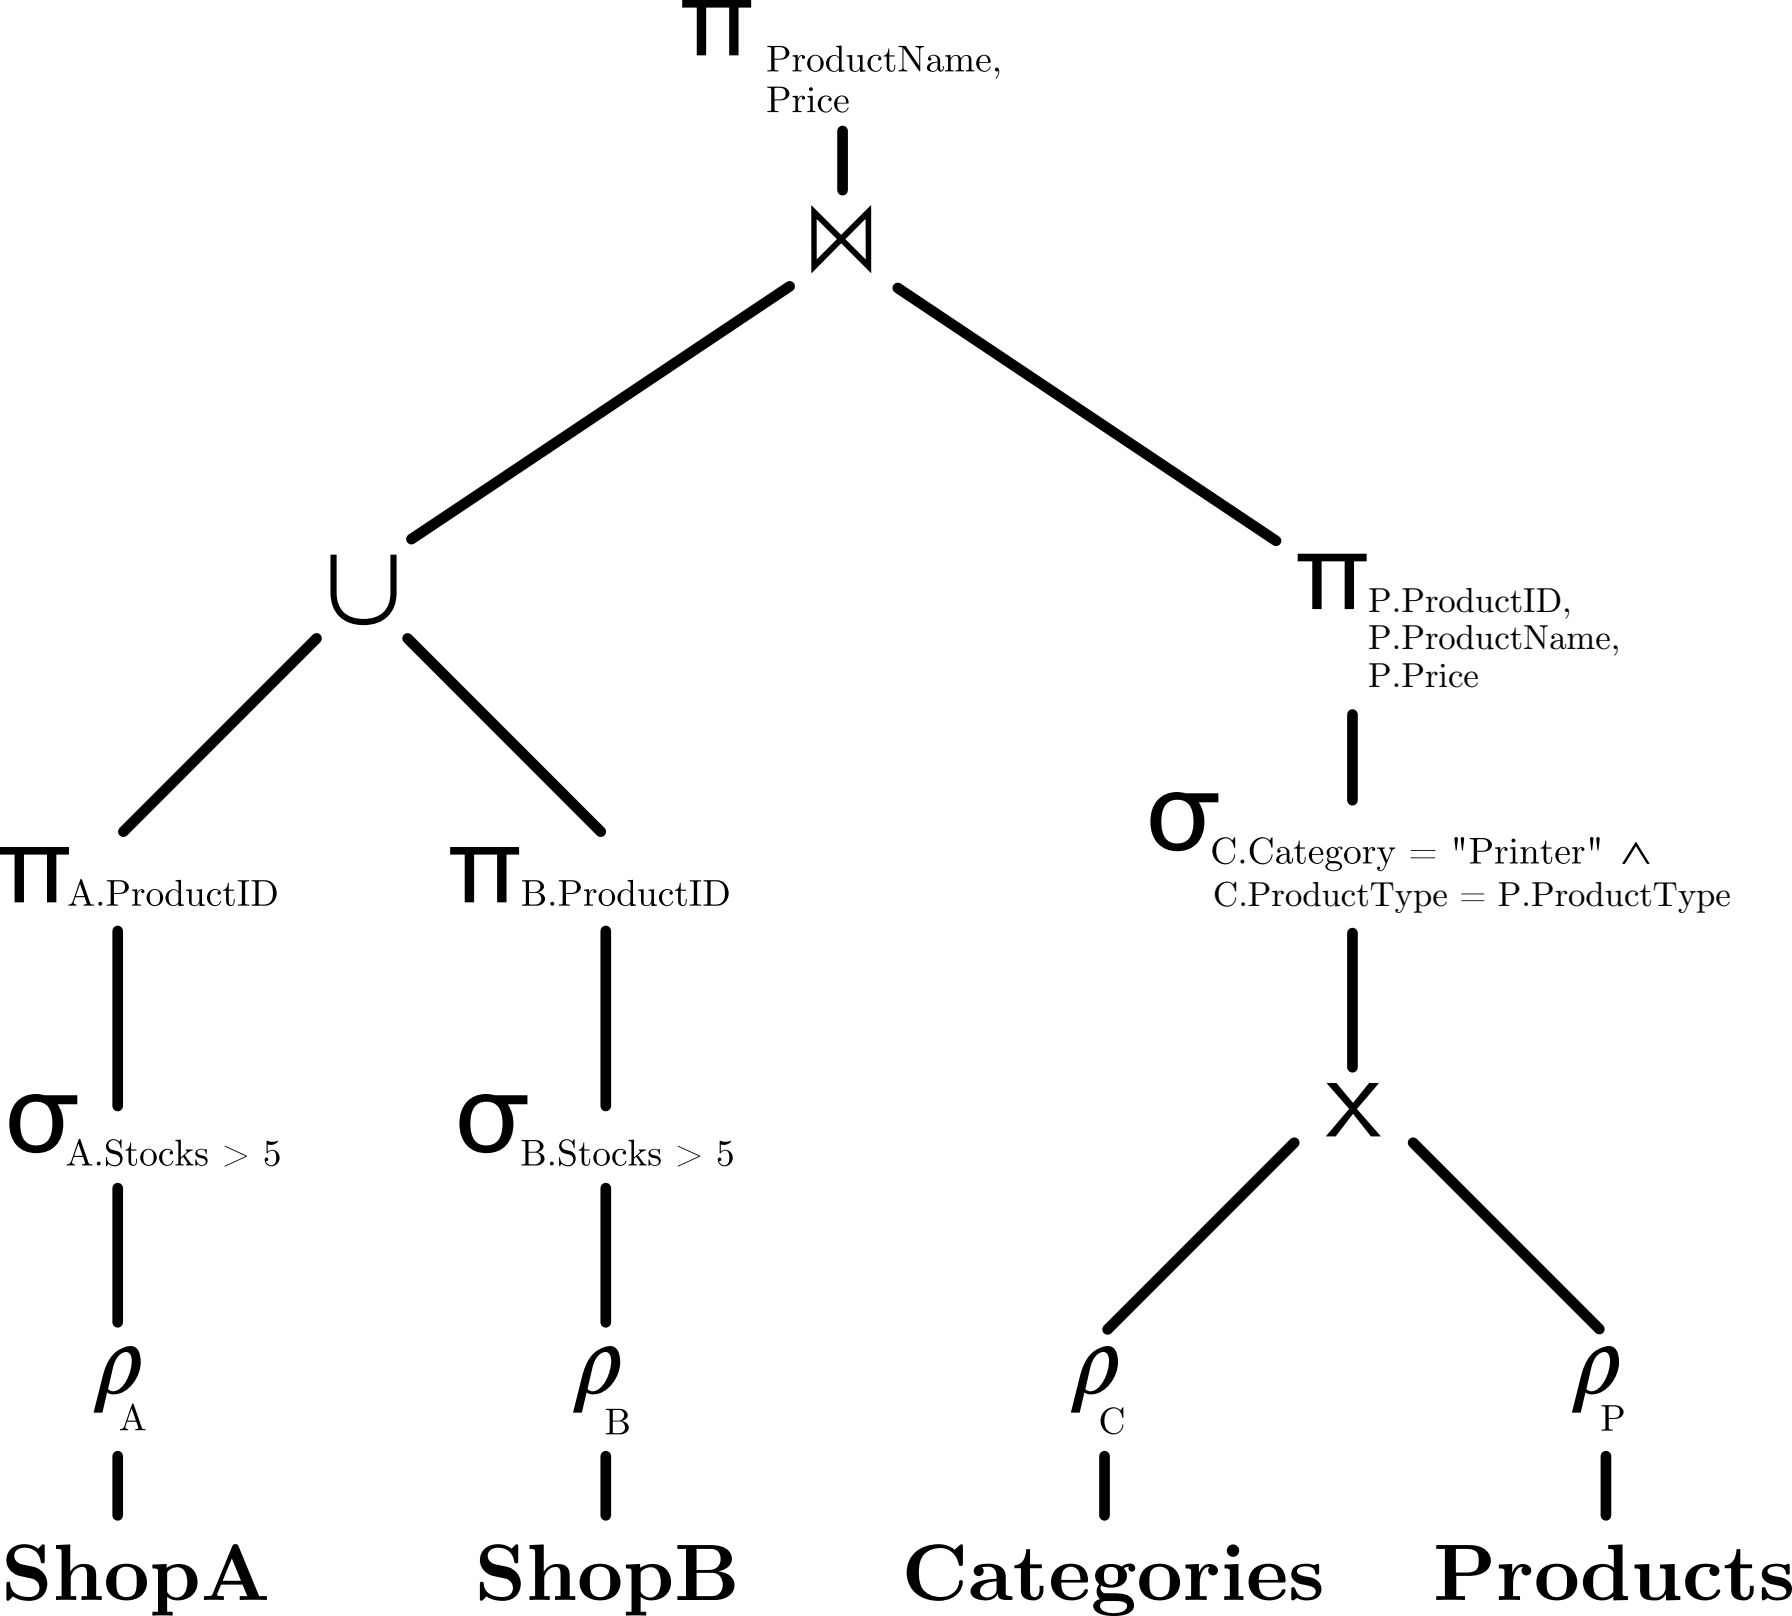 π ProductName,
Price
⋈
∪
π P.ProductID,
P.ProductName,
P.Price
σ C.Category = "Printer" ∧
C.ProductType = P.ProductType
π A.ProductID
π B.ProductID
×
σ A.Stocks > 5
σ B.Stocks > 5
ρ A
ρ B
ρ C
ρ P
ShopA
ShopB
Categories
Products